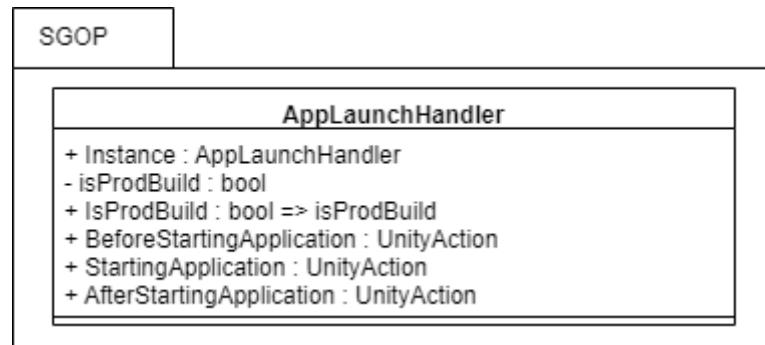 SGOP
AppLaunchHandler
+ Instance : AppLaunchHandler
- isProdBuild : bool
+ IsProdBuild : bool => isProdBuild
+ BeforeStartingApplication : UnityAction
+ StartingApplication : UnityAction
+ AfterStartingApplication : UnityAction